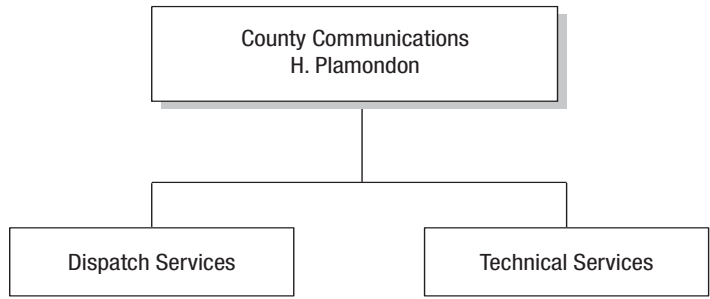 County Communications
H. Plamondon
Dispatch Services
Technical Services